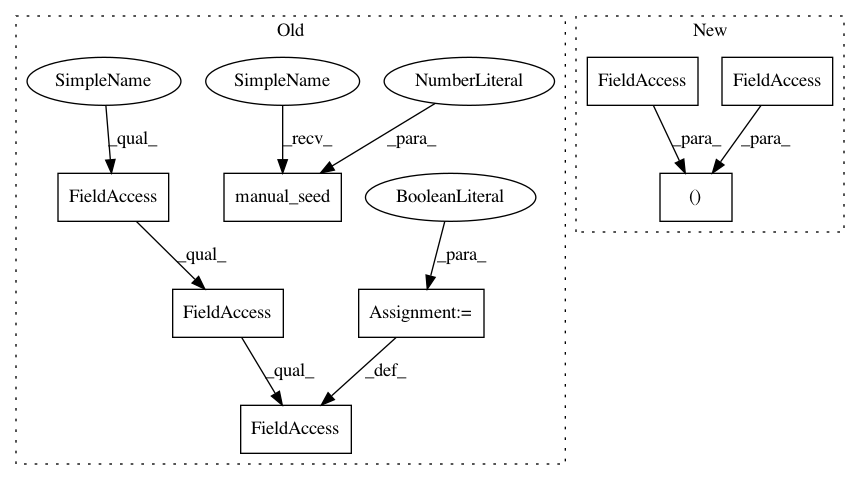 Old
New
SimpleName
SimpleName
NumberLiteral
FieldAccess
FieldAccess
_qual_
_recv_
_para_
_para_
_para_
FieldAccess
manual_seed
BooleanLiteral
()
_qual_
_para_
FieldAccess
Assignment:=
_qual_
_def_
FieldAccess